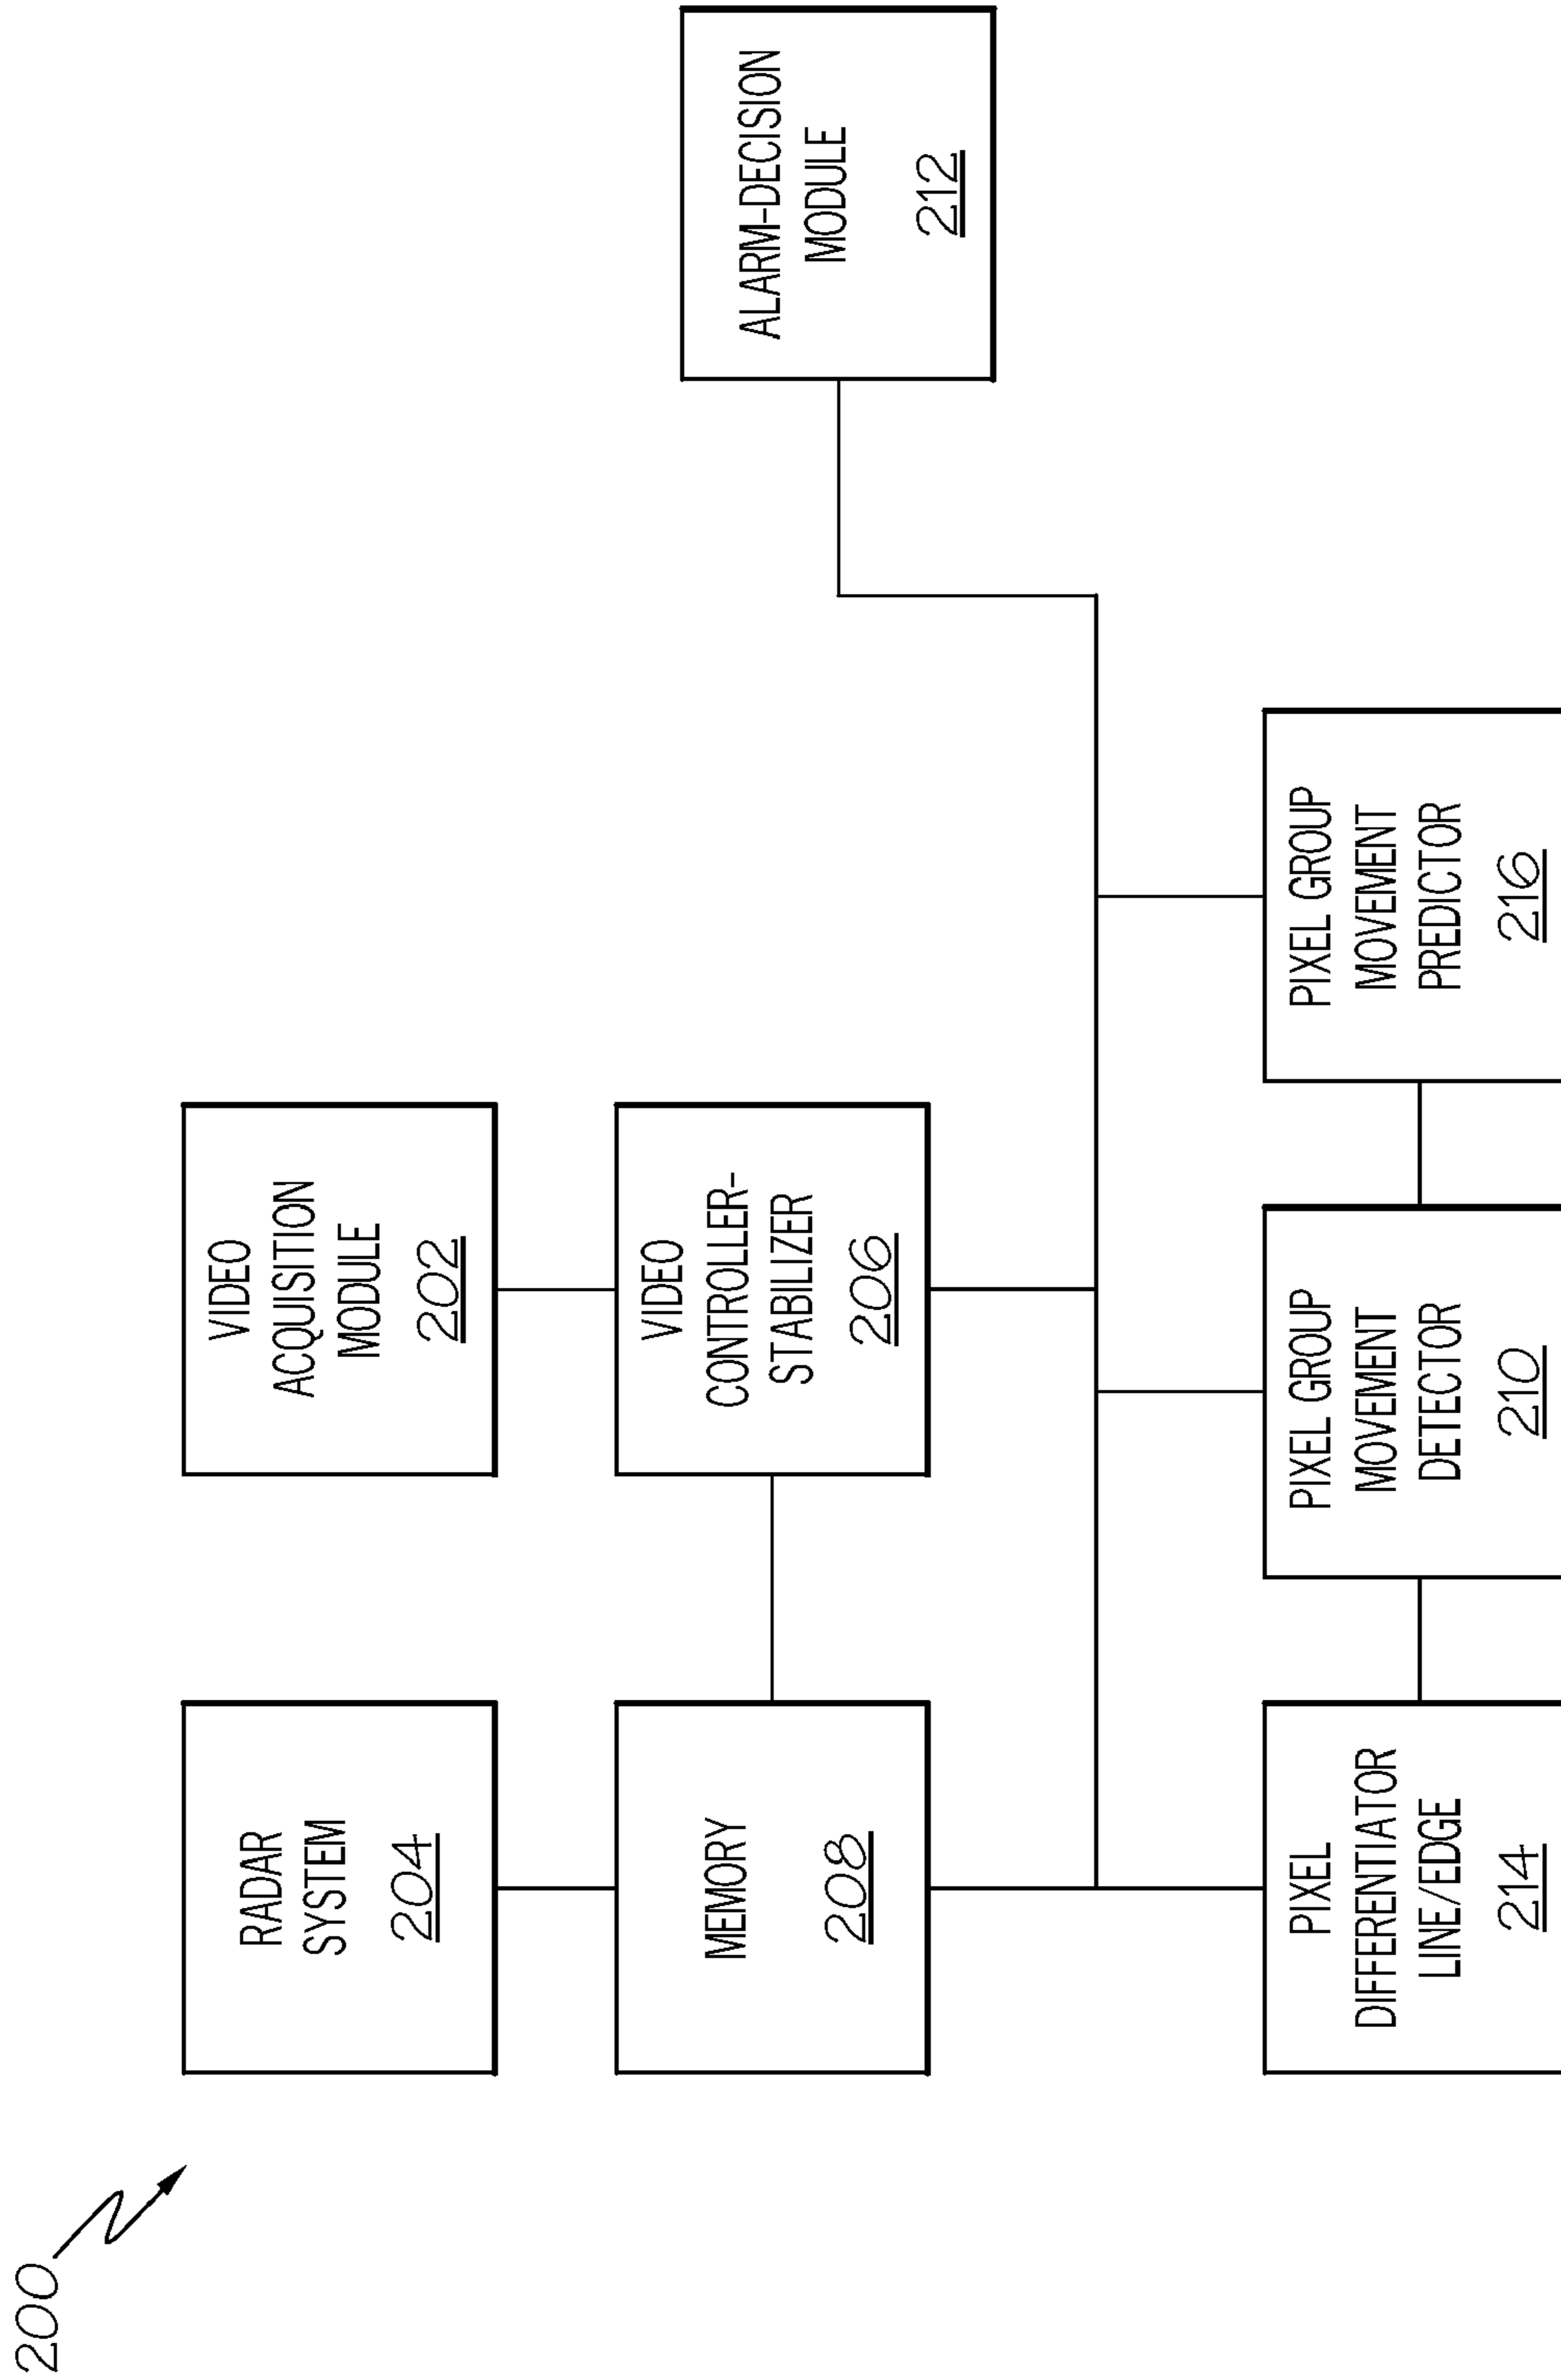 200
RADAR
SYSTEM
204
VIDEO
ACQUISITION
MODULE
202
MEMORY
208
VIDEO
CONTROLLER-
STABILIZER
206
ALARM-DECISION
MODULE
212
PIXEL
DIFFERENTIATOR
LINE/EDGE
214
PIXEL GROUP
MOVEMENT
DETECTOR
210
PIXEL GROUP
MOVEMENT
PREDICTOR
216